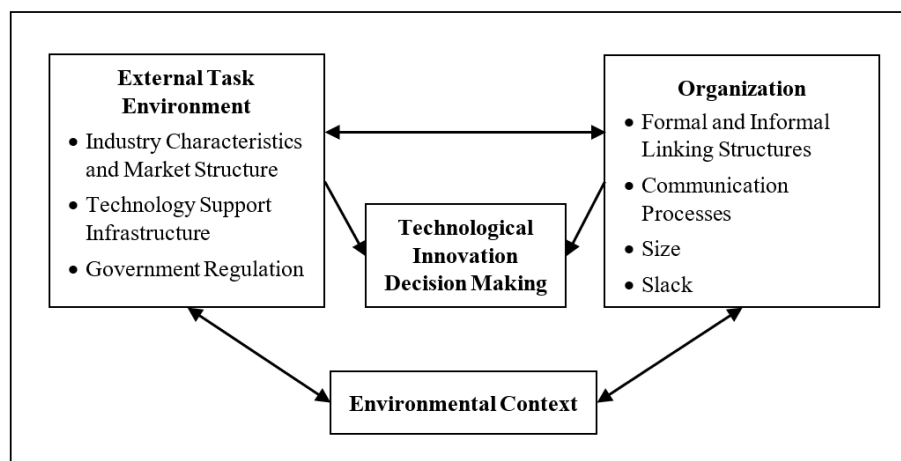 External Task
Environment
• Industry Characteristics
and Market Structure
• Technology Support
Infrastructure
• Government Regulation
Organization
• Formal and Informal
Linking Structures
• Communication
Processes
• Size
• Slack
Technological
Innovation
Decision Making
Environmental Context